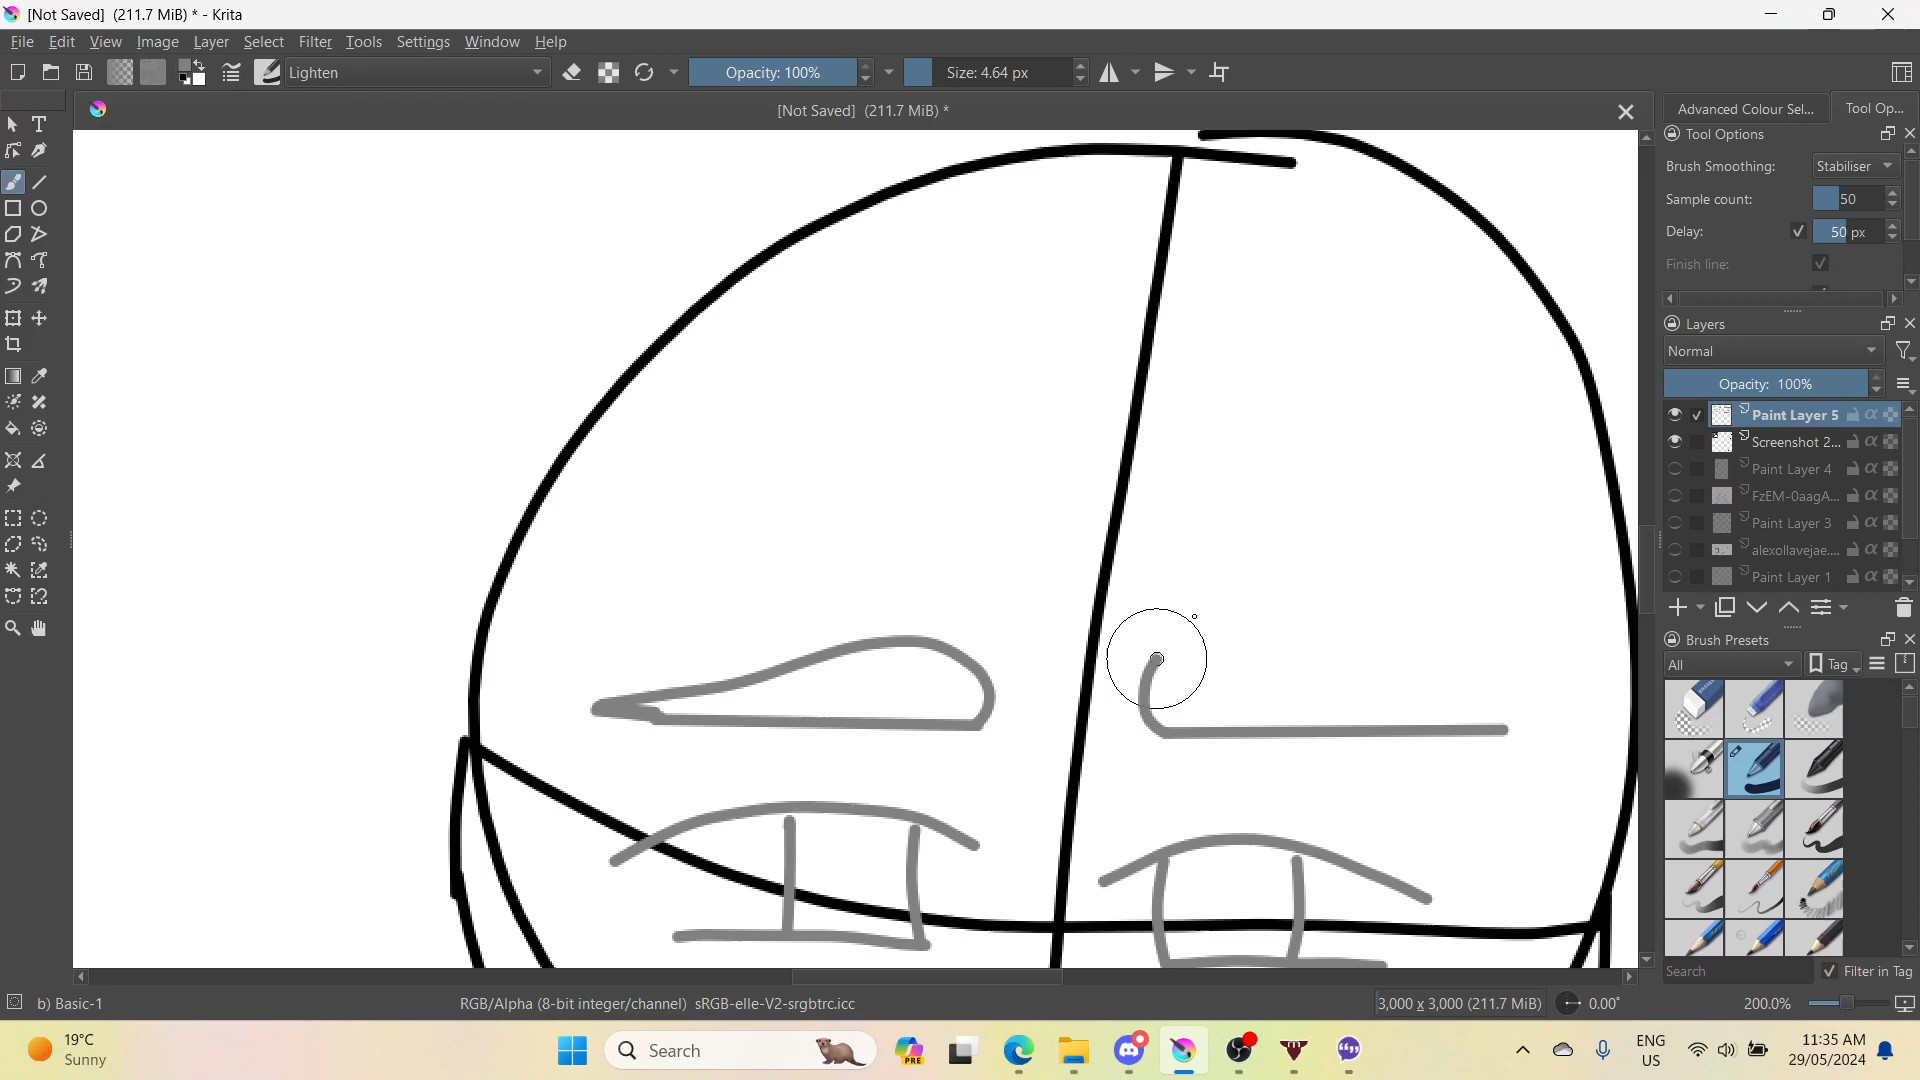 [Not Saved]  (211.7 MiB) * - Krita
File Edit View Image Layer Select Filter Tools Settings Window Help
Lighten Opacity: 100% Size: 4.64 px
[Not Saved]  (211.7 MiB) *
Advanced Colour Sel... Tool Op...
Tool Options
Brush Smoothing: Stabiliser
Sample count: 50
Delay: 50 px
Finish line:
Layers
Normal
Opacity:  100%
Paint Layer 5
Screenshot 2...
Paint Layer 4
FzEM-0aagA...
Paint Layer 3
alexollavejae....
Paint Layer 1
Brush Presets
All Tag
Search Filter in Tag
b) Basic-1 RGB/Alpha (8-bit integer/channel)  sRGB-elle-V2-srgbtrc.icc 3,000 x 3,000 (211.7 MiB) 0.00° 200.0%
19°C
Sunny
Search
PRE
ENG
US
11:35 AM
29/05/2024